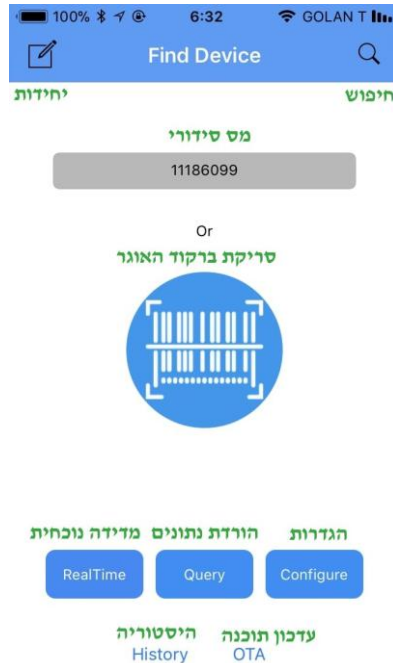 100% 6:32 GOLAN T
Find Device
יחידות חיפוש
מס סידורי
11186099
Or
סריקת ברקוד האוגר
מדידה נוכחית הורדת נתונים הגדרות
RealTime Query Configure
היסטוריה עדכון תוכנה
History OTA